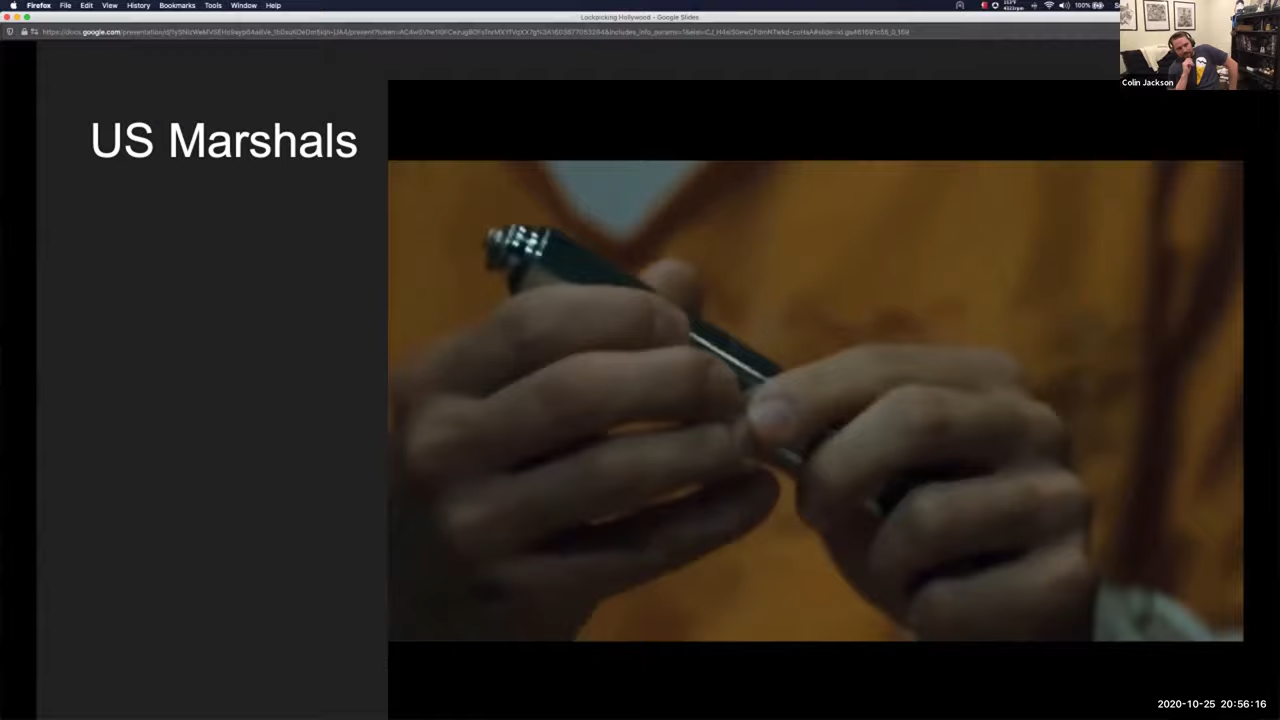 Firefox File Edit View History Bookmarks Tools Window Help
100%
Lockpicking Hollywood - Google Slides
US Marshals
Colin Jackson
2020-10-25 20:56:16